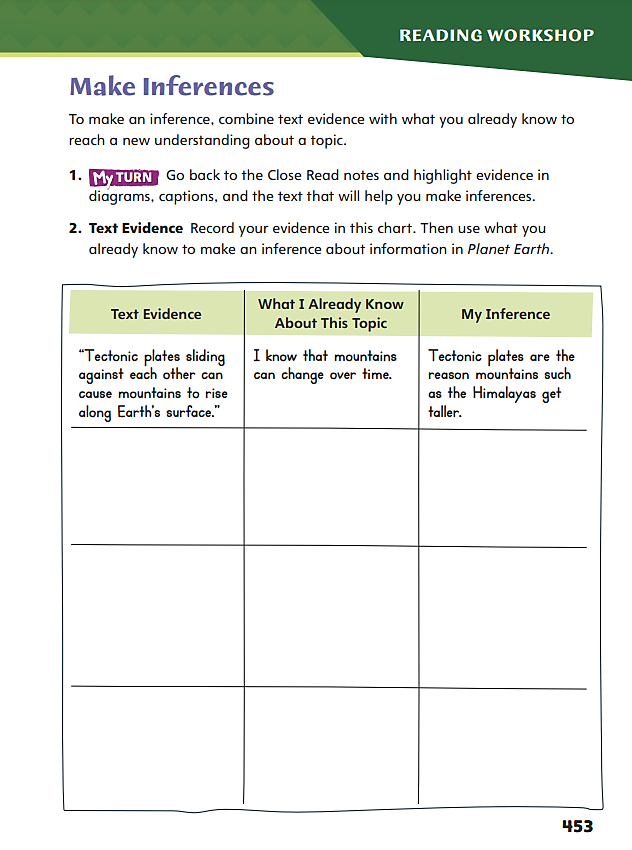 READING WORKSHOP
Make Inferences
To make an inference, combine text evidence with what you already know to
reach a new understanding about a topic.
1. My TURN Go back to the Close Read notes and highlight evidence in
diagrams, captions, and the text that will help you make inferences.
2. Text Evidence Record your evidence in this chart. Then use what you
already know to make an inference about information in Planet Earth.
Text Evidence
What I Already Know
About This Topic
My Inference
“Tectonic plates sliding
against each other can
cause mountains to rise
along Earth’s surface.”
I know that mountains
can change over time.
Tectonic plates are the
reason mountains such
as the Himalayas get
taller.
453